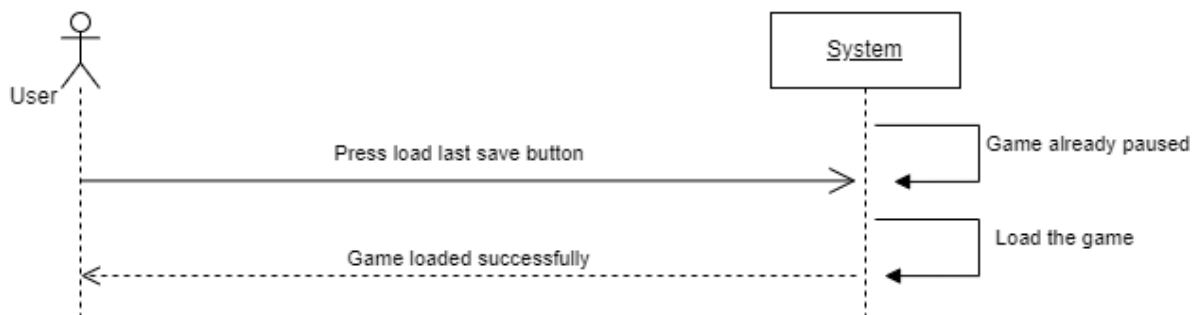 System
User
Press load last save button
Game already paused
Load the game
Game loaded successfully